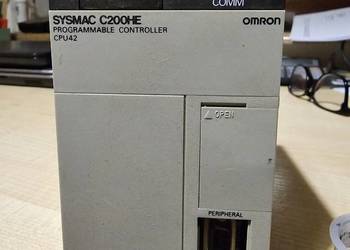 COMM
SYSMAC C200HE
OMRON
PROGRAMMABLE CONTROLLER
CPU42
OPEN
PERIPHERAL